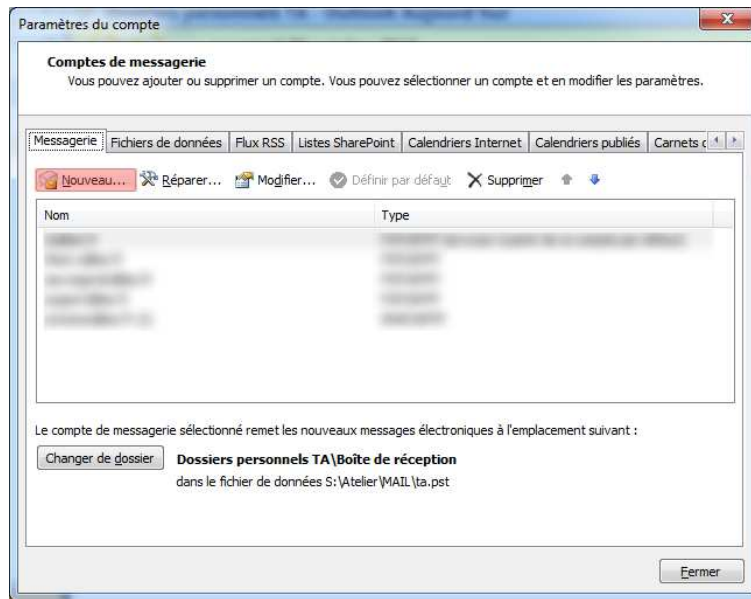 Paramètres du compte
Comptes de messagerie
Vous pouvez ajouter ou supprimer un compte. Vous pouvez sélectionner un compte et en modifier les paramètres.
Messagerie Fichiers de données Flux RSS Listes SharePoint Calendriers Internet Calendriers publiés Carnets
Nouveau... Réparer... Modifier... Définir par défaut Supprimer
Nom Type
Le compte de messagerie sélectionné remet les nouveaux messages électroniques à l'emplacement suivant :
Changer de dossier Dossiers personnels TA\Boîte de réception
dans le fichier de données S:\Atelier\MAIL\ta.pst
Fermer